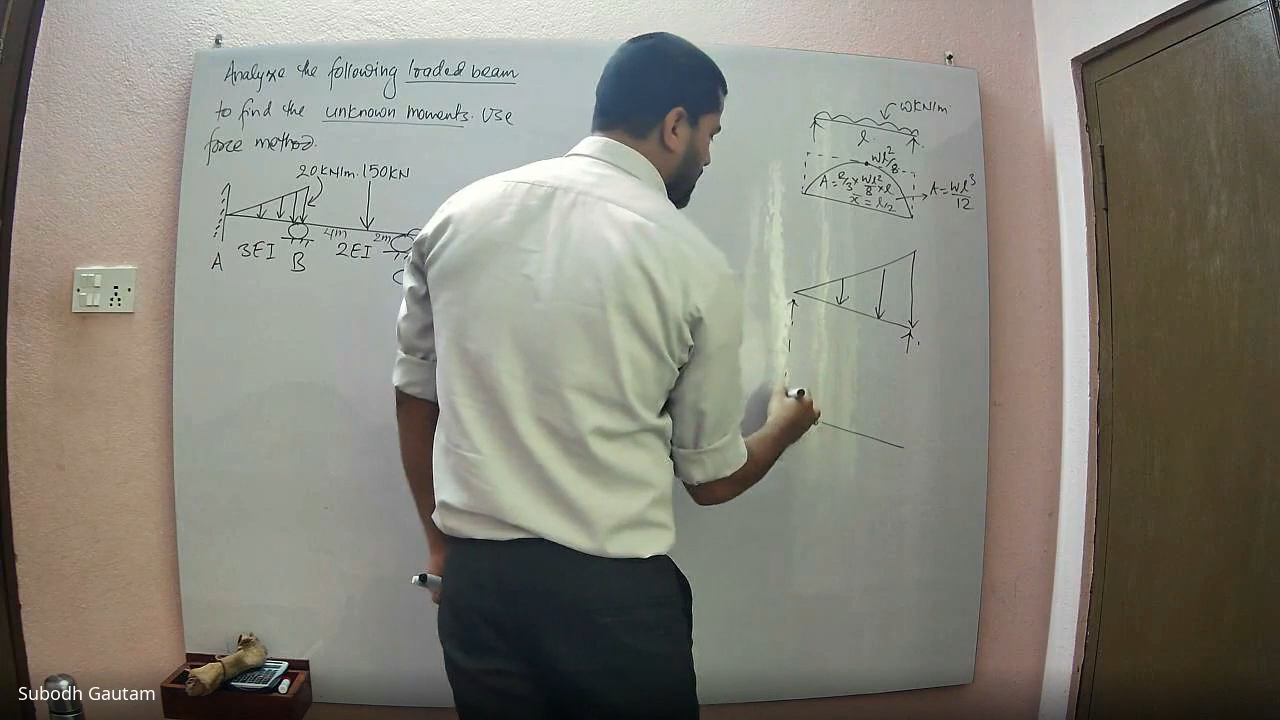 Analyze the following loaded beam
to find the unknown moments. Use
force method.
20KN/m. 150KN
4m 2m
3EI 2EI
A B
wKN/m.
l.
wl²/8
A = 2/3 × wl²/8 × l
A = wl³/12
x = l/2
Subodh Gautam